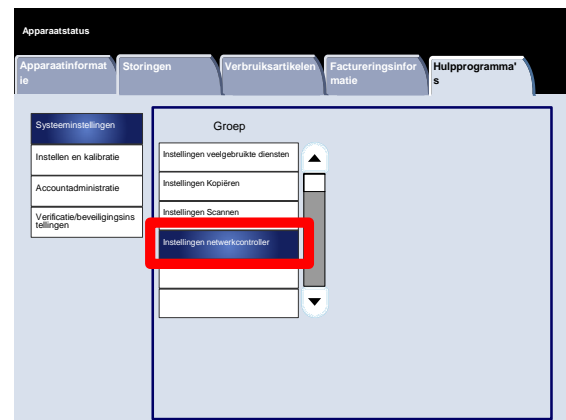 Apparaatstatus
Apparaatinformat
ie
Storingen
Verbruiksartikelen
Factureringsinfor
matie
Hulpprogramma'
s
Systeeminstellingen
Instellen en kalibratie
Accountadministratie
Verificatie/beveiligingsins
tellingen
Groep
Instellingen veelgebruikte diensten
Instellingen Kopiëren
Instellingen Scannen
Instellingen netwerkcontroller